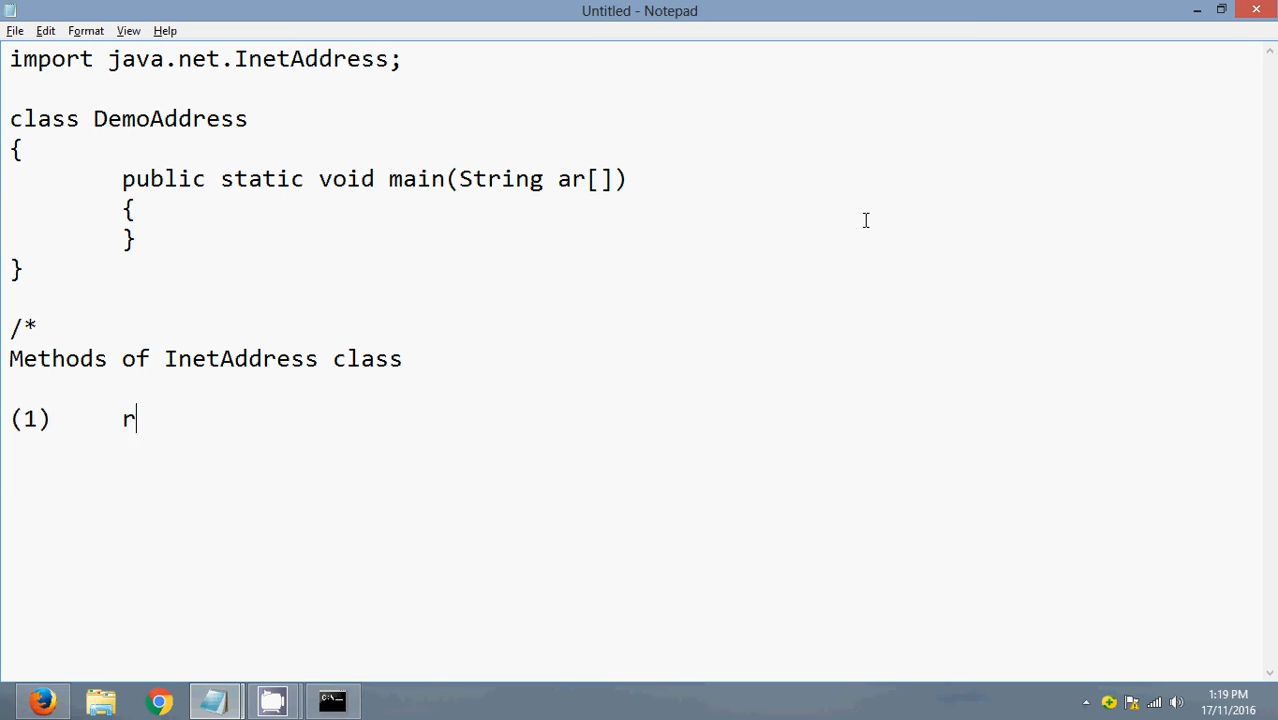 Untitled - Notepad
File Edit Format View Help
import java.net.InetAddress;
class DemoAddress
{
public static void main(String ar[])
{
}
}
/*
Methods of InetAddress class
(1) r
C:\_
1:19 PM
17/11/2016